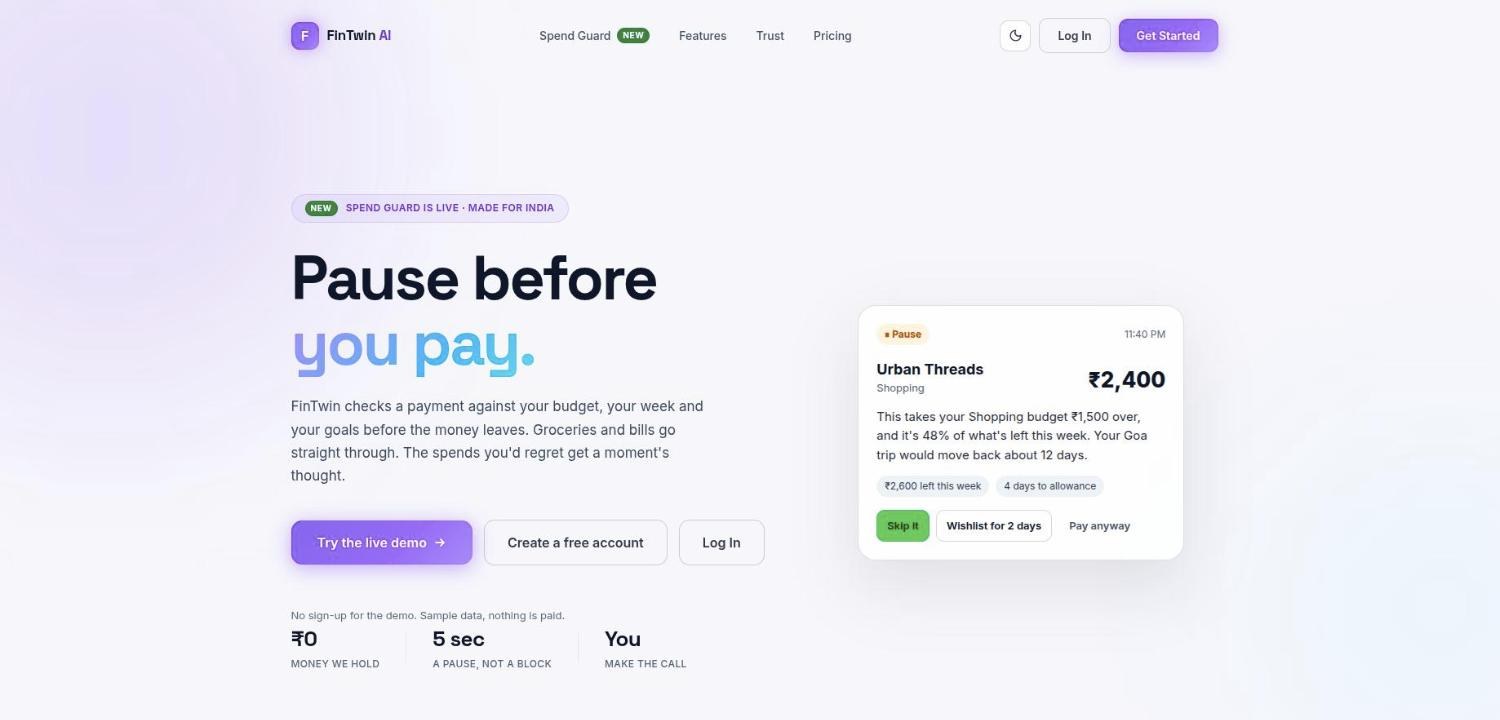 F FinTwin AI
Spend Guard NEW Features Trust Pricing
Log In Get Started
NEW SPEND GUARD IS LIVE · MADE FOR INDIA
Pause before
you pay.
FinTwin checks a payment against your budget, your week and
your goals before the money leaves. Groceries and bills go
straight through. The spends you'd regret get a moment's
thought.
Try the live demo →
Create a free account
Log In
No sign-up for the demo. Sample data, nothing is paid.
₹0
MONEY WE HOLD
5 sec
A PAUSE, NOT A BLOCK
You
MAKE THE CALL
Pause 11:40 PM
Urban Threads
Shopping
₹2,400
This takes your Shopping budget ₹1,500 over,
and it's 48% of what's left this week. Your Goa
trip would move back about 12 days.
₹2,600 left this week 4 days to allowance
Skip it Wishlist for 2 days Pay anyway